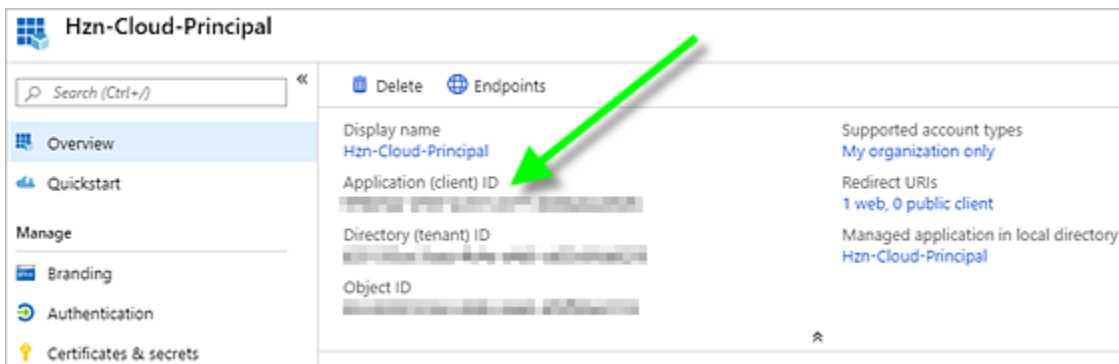 Hzn-Cloud-Principal
Search (Ctrl+/)
«
Overview
Quickstart
Manage
Branding
Authentication
Certificates & secrets
Delete
Endpoints
Display name
Hzn-Cloud-Principal
Application (client) ID
Directory (tenant) ID
Object ID
Supported account types
My organization only
Redirect URIs
1 web, 0 public client
Managed application in local directory
Hzn-Cloud-Principal